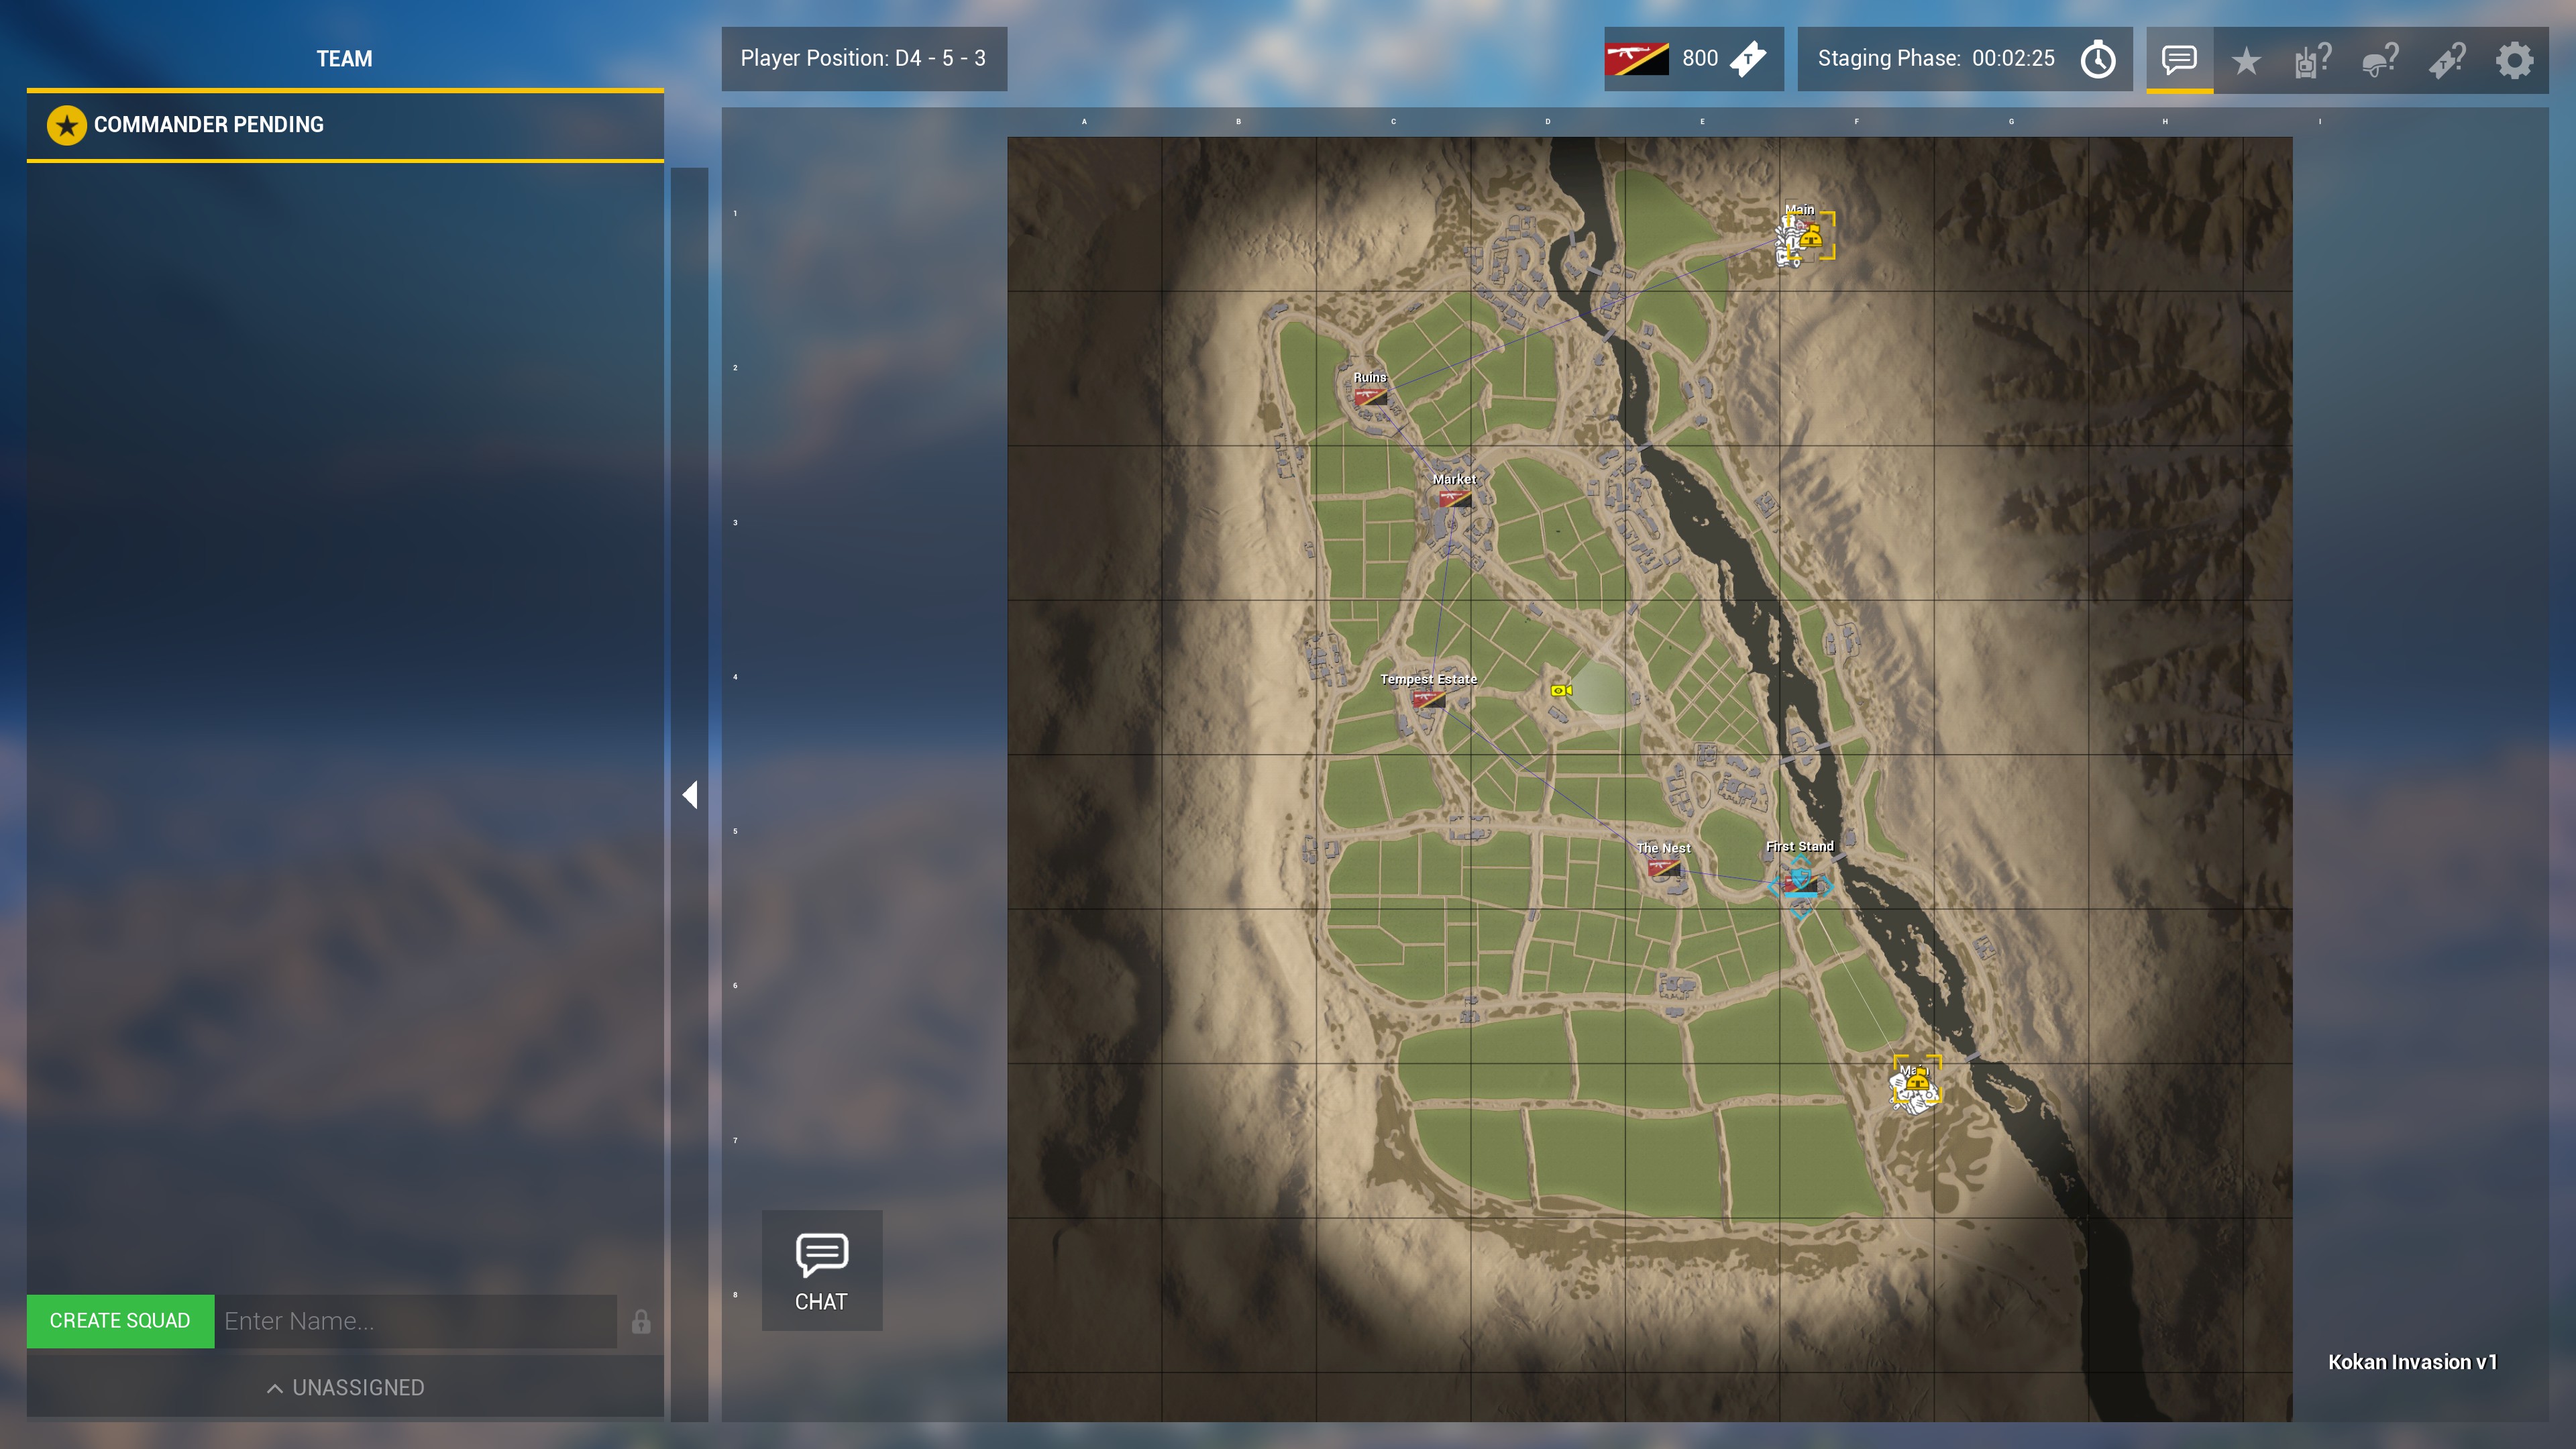 TEAM
Player Position: D4 - 5 - 3
800
Staging Phase: 00:02:25
COMMANDER PENDING
A B C D E F G H I
1
Main
2
Ruins
Market
3
4
Tempest Estate
5
The Nest
First Stand
6
Main
7
8
CHAT
CREATE SQUAD
Enter Name...
UNASSIGNED
Kokan Invasion v1